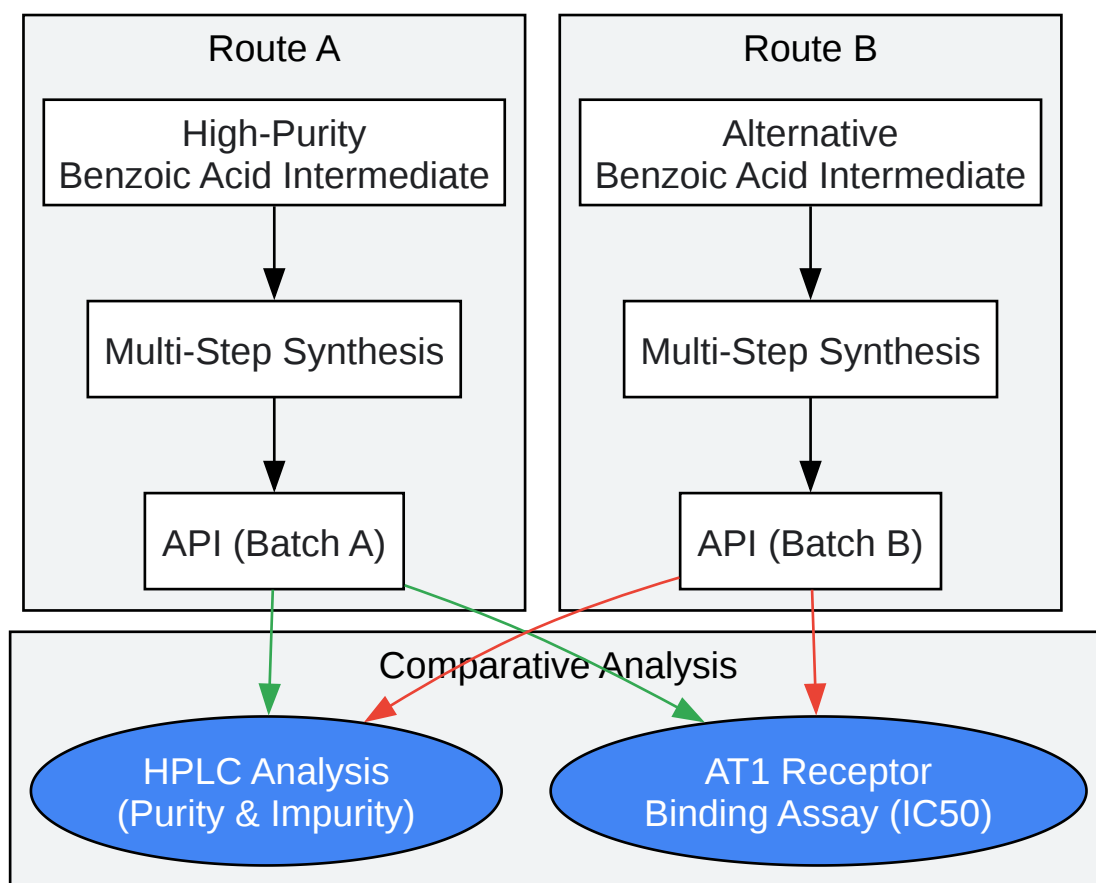 Route A
High-Purity
Benzoic Acid Intermediate
Multi-Step Synthesis
API (Batch A)
Route B
Alternative
Benzoic Acid Intermediate
Multi-Step Synthesis
API (Batch B)
Comparative Analysis
HPLC Analysis
(Purity & Impurity)
AT1 Receptor
Binding Assay (IC50)